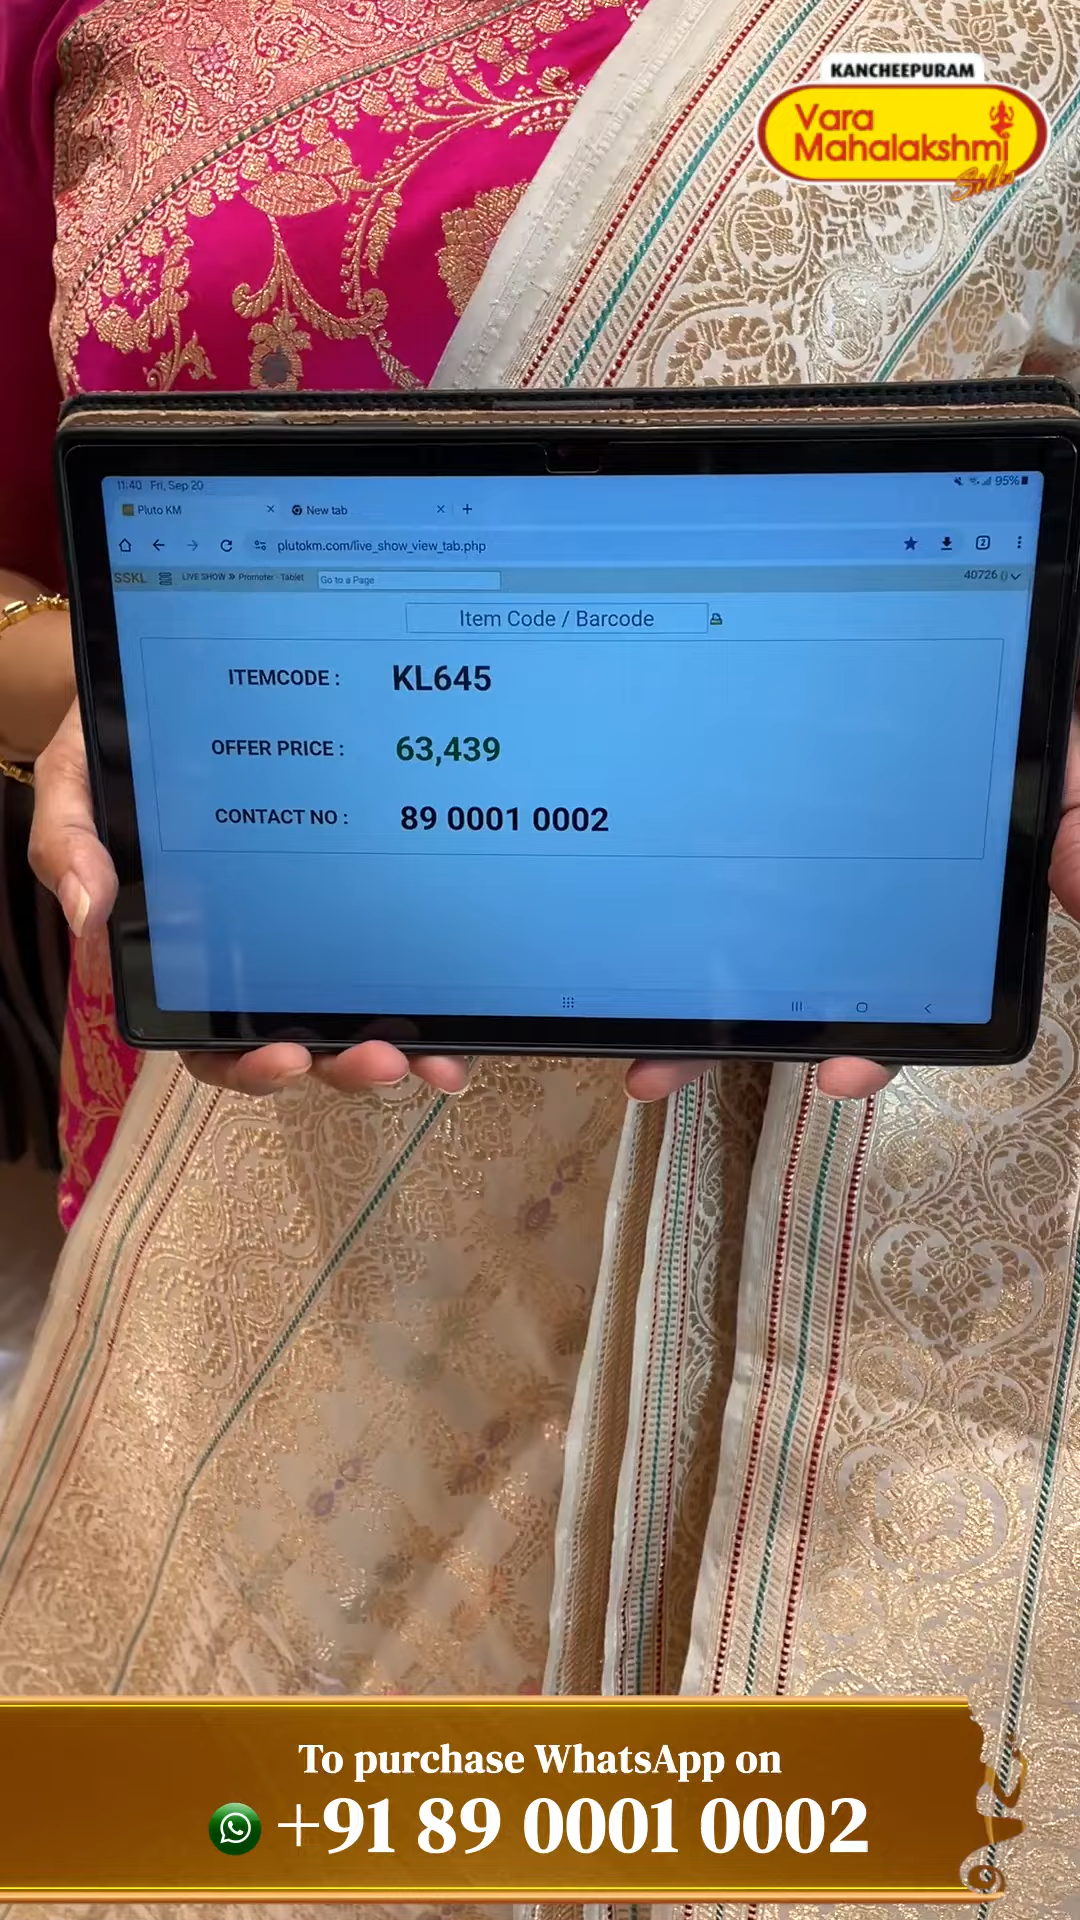 KANCHEEPURAM
Vara
Mahalakshmi
Silks
11:40 Fri, Sep 20
95%
Pluto KM
New tab
plutokm.com/live_show_view_tab.php
2
SSKL
LIVE SHOW » Promoter - Tablet
Go to a Page
40726 ()
Item Code / Barcode
ITEMCODE : KL645
OFFER PRICE : 63,439
CONTACT NO : 89 0001 0002
To purchase WhatsApp on
+91 89 0001 0002